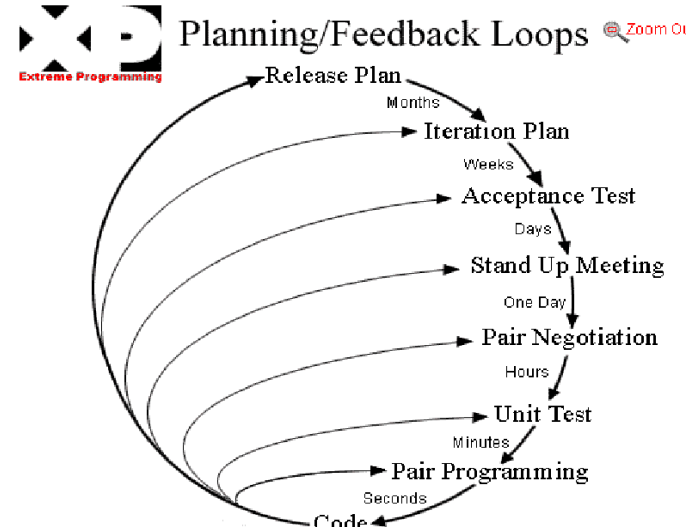 XP Planning/Feedback Loops Zoom Ou
Extreme Programming
Release Plan
Months
Iteration Plan
Weeks
Acceptance Test
Days
Stand Up Meeting
One Day
Pair Negotiation
Hours
Unit Test
Minutes
Pair Programming
Seconds
Code